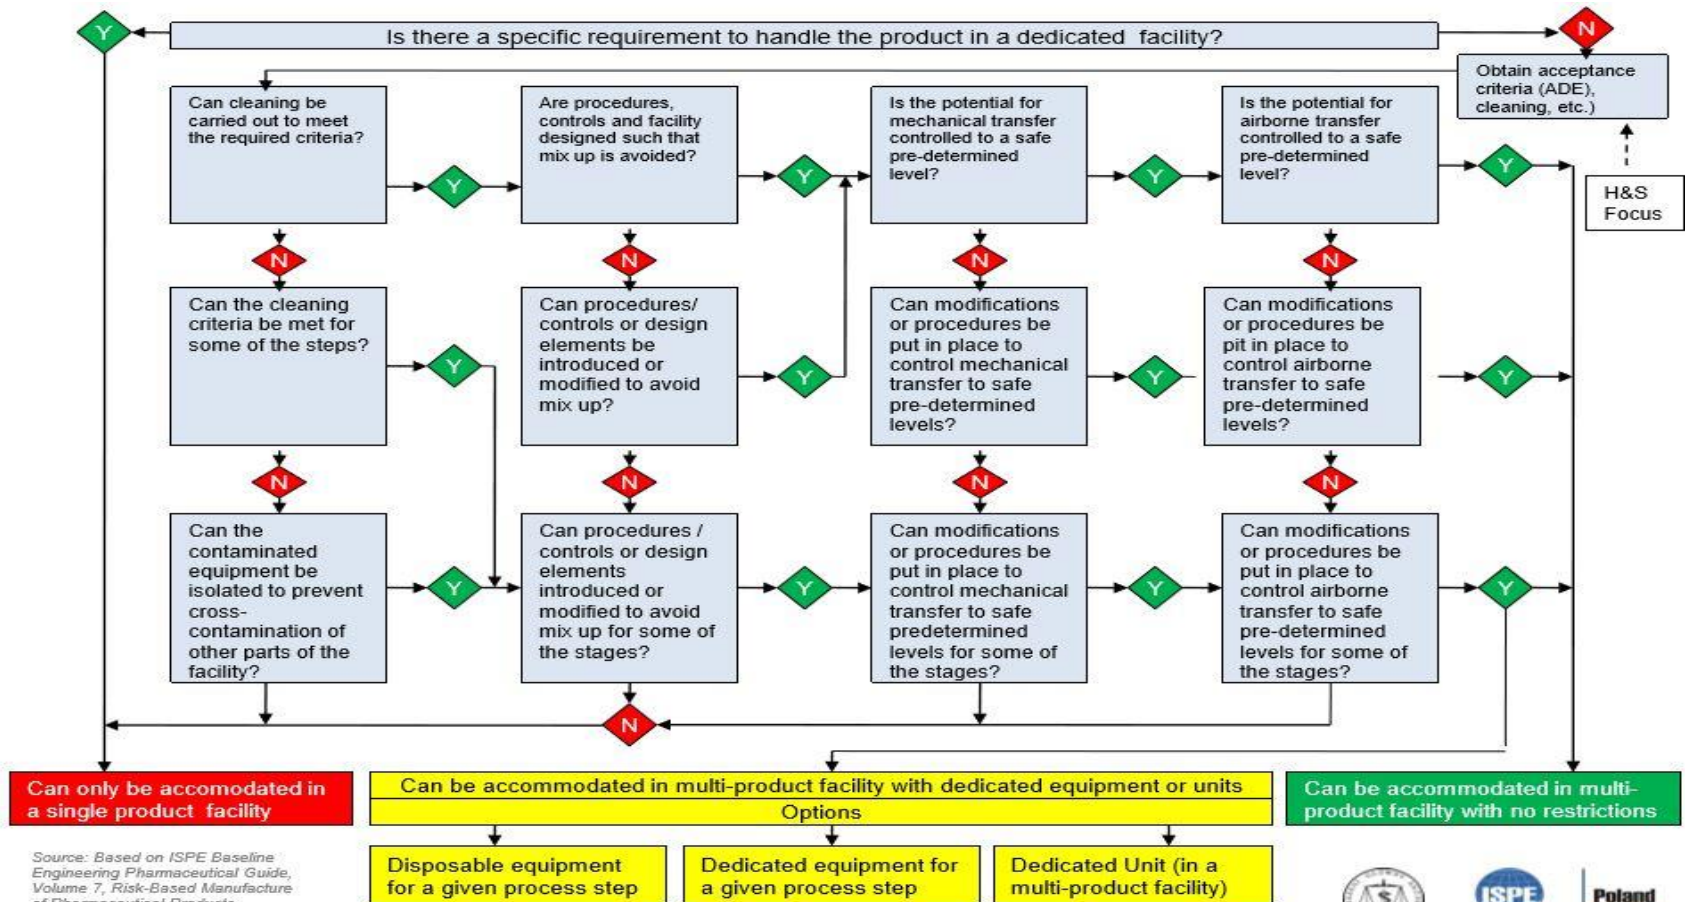 Y
Is there a specific requirement to handle the product in a dedicated facility?
N
Obtain acceptance
criteria (ADE),
cleaning, etc.)
H&S
Focus
Can cleaning be
carried out to meet
the required criteria?
Y
Are procedures,
controls and facility
designed such that
mix up is avoided?
Y
Is the potential for
mechanical transfer
controlled to a safe
pre-determined
level?
Y
Is the potential for
airborne transfer
controlled to a safe
pre-determined
level?
Y
N
N
N
N
Can the cleaning
criteria be met for
some of the steps?
Y
Can procedures/
controls or design
elements be
introduced or
modified to avoid
mix up?
Y
Can modifications
or procedures be
put in place to
control mechanical
transfer to safe
pre-determined
levels?
Y
Can modifications
or procedures be
pit in place to
control airborne
transfer to safe
pre-determined
levels?
Y
N
N
N
N
Can the
contaminated
equipment be
isolated to prevent
cross-
contamination of
other parts of the
facility?
Y
Can procedures /
controls or design
elements
introduced or
modified to avoid
mix up for some of
the stages?
Y
Can modifications
or procedures be
put in place to
control mechanical
transfer to safe
predetermined
levels for some of
the stages?
Y
Can modifications
or procedures be
put in place to
control airborne
transfer to safe
pre-determined
levels for some of
the stages?
Y
N
Can only be accomodated in
a single product facility
Can be accommodated in multi-product facility with dedicated equipment or units
Options
Can be accommodated in multi-
product facility with no restrictions
Disposable equipment
for a given process step
Dedicated equipment for
a given process step
Dedicated Unit (in a
multi-product facility)
Source: Based on ISPE Baseline
Engineering Pharmaceutical Guide,
Volume 7, Risk-Based Manufacture
of Pharmaceutical Products
ISPE
Poland